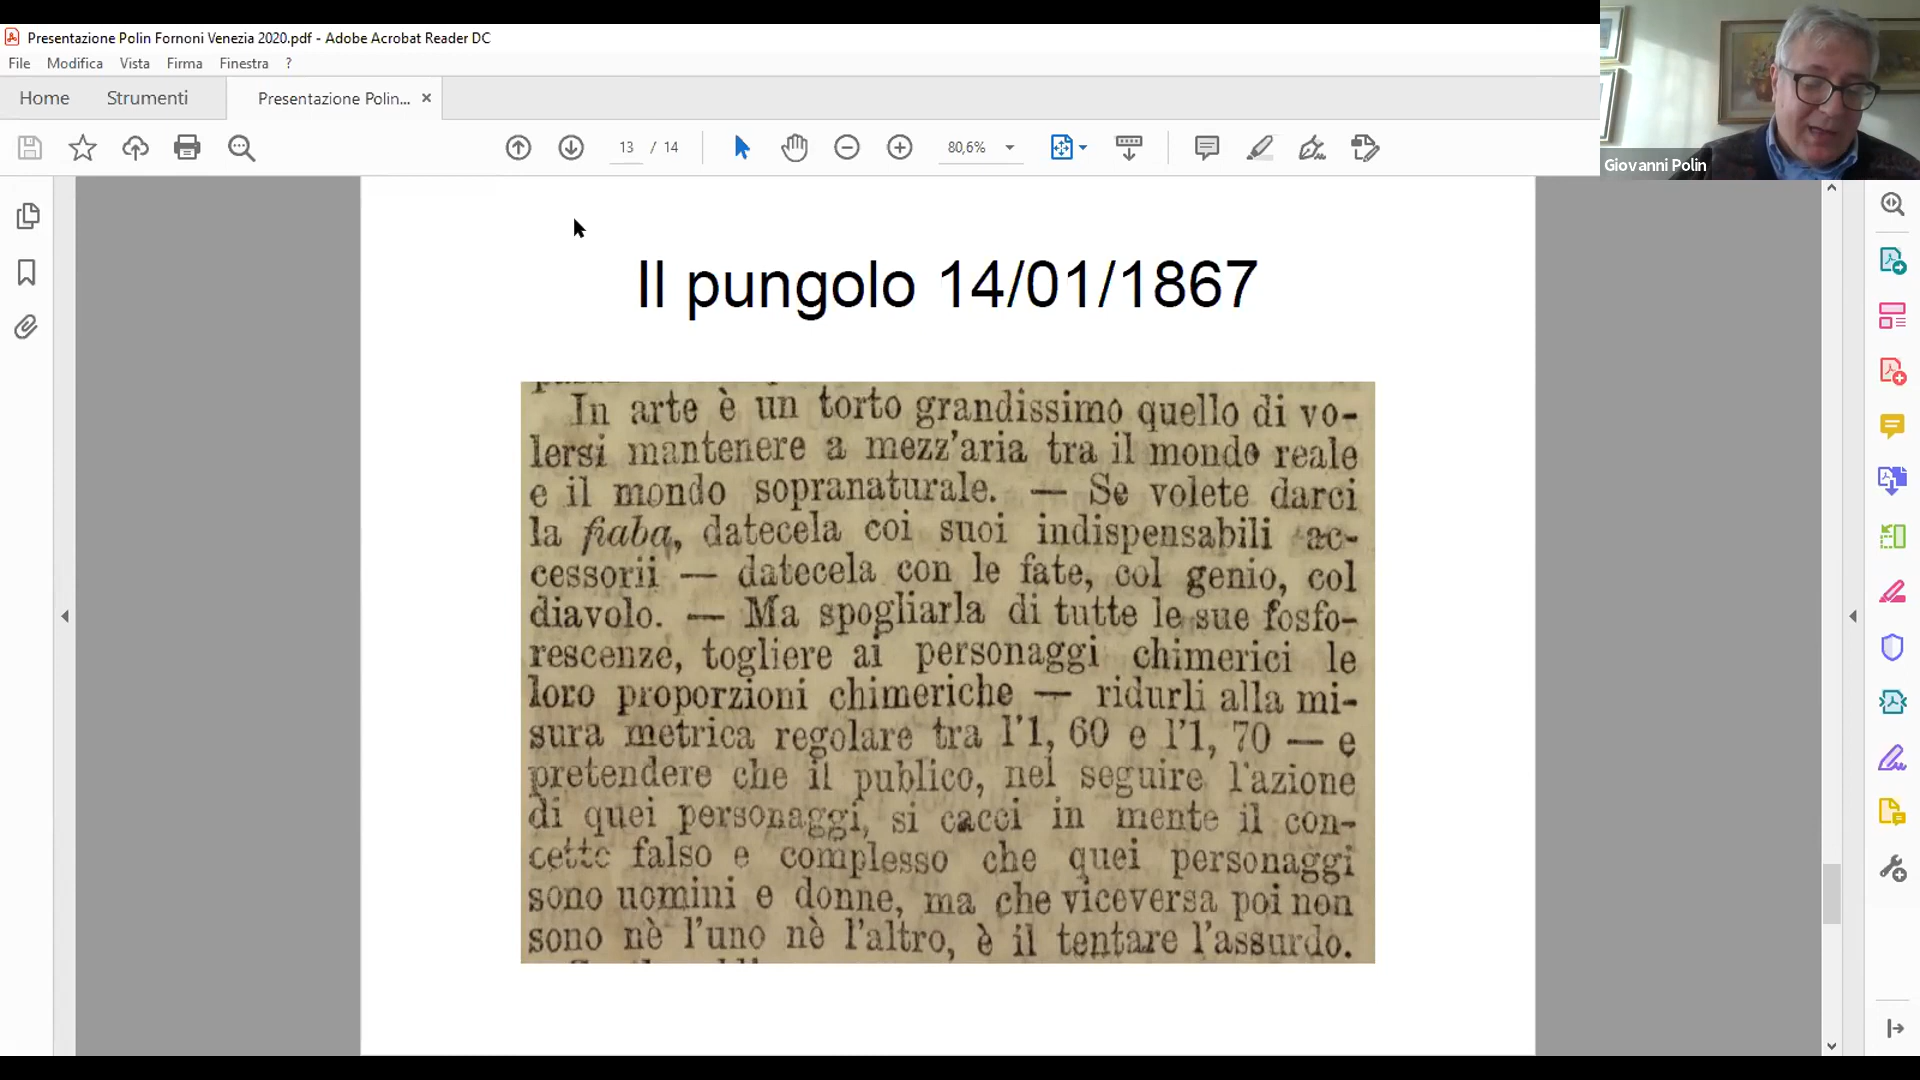 Presentazione Polin Fornoni Venezia 2020.pdf - Adobe Acrobat Reader DC
File Modifica Vista Firma Finestra ?
Home Strumenti Presentazione Polin... ×
13 / 14 80,6%
Giovanni Polin
Il pungolo 14/01/1867
In arte è un torto grandissimo quello di vo-
lersi mantenere a mezz'aria tra il mondo reale
e il mondo sopranaturale. — Se volete darci
la fiaba, datecela coi suoi indispensabili ac-
cessorii — datecela con le fate, col genio, col
diavolo. — Ma spogliarla di tutte le sue fosfo-
rescenze, togliere ai personaggi chimerici le
loro proporzioni chimeriche — ridurli alla mi-
sura metrica regolare tra l'1, 60 e l'1, 70 — e
pretendere che il publico, nel seguire l'azione
di quei personaggi, si cacci in mente il con-
cetto falso e complesso che quei personaggi
sono uomini e donne, ma che viceversa poi non
sono nè l'uno nè l'altro, è il tentare l'assurdo.